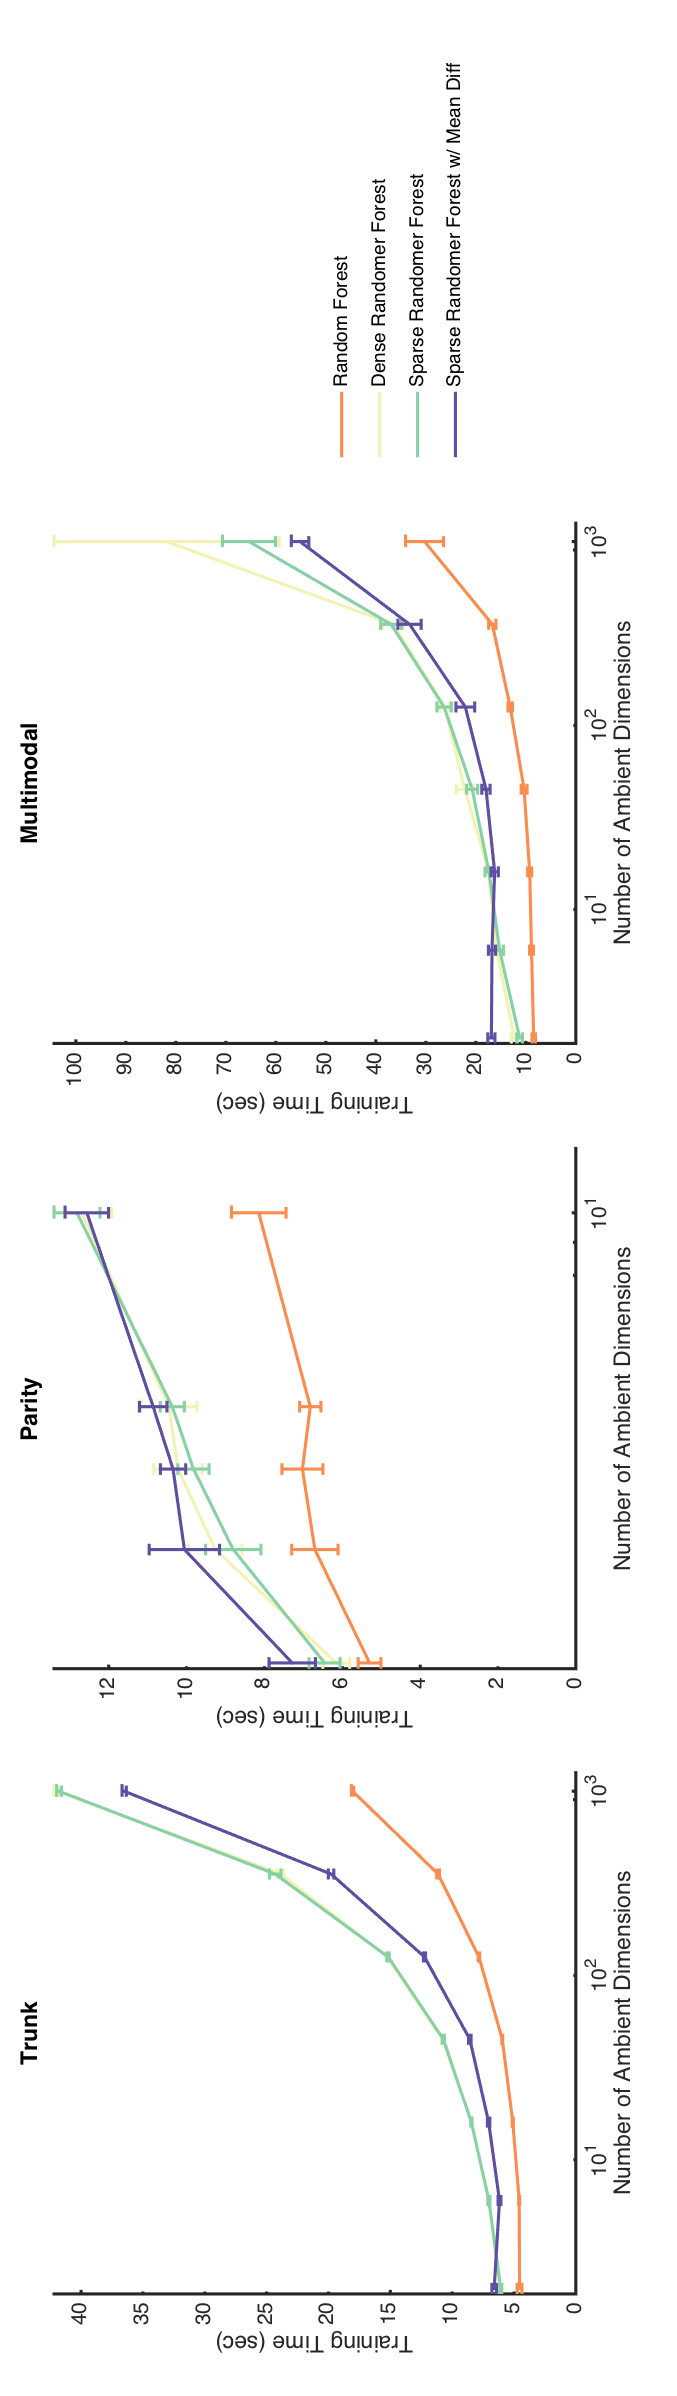 Trunk
Training Time (sec)
40
35
30
25
20
15
10
5
0
10^1
10^2
10^3
Number of Ambient Dimensions
Parity
Training Time (sec)
12
10
8
6
4
2
0
10^1
Number of Ambient Dimensions
Multimodal
Training Time (sec)
100
90
80
70
60
50
40
30
20
10
0
10^1
10^2
10^3
Number of Ambient Dimensions
Random Forest
Dense Randomer Forest
Sparse Randomer Forest
Sparse Randomer Forest w/ Mean Diff